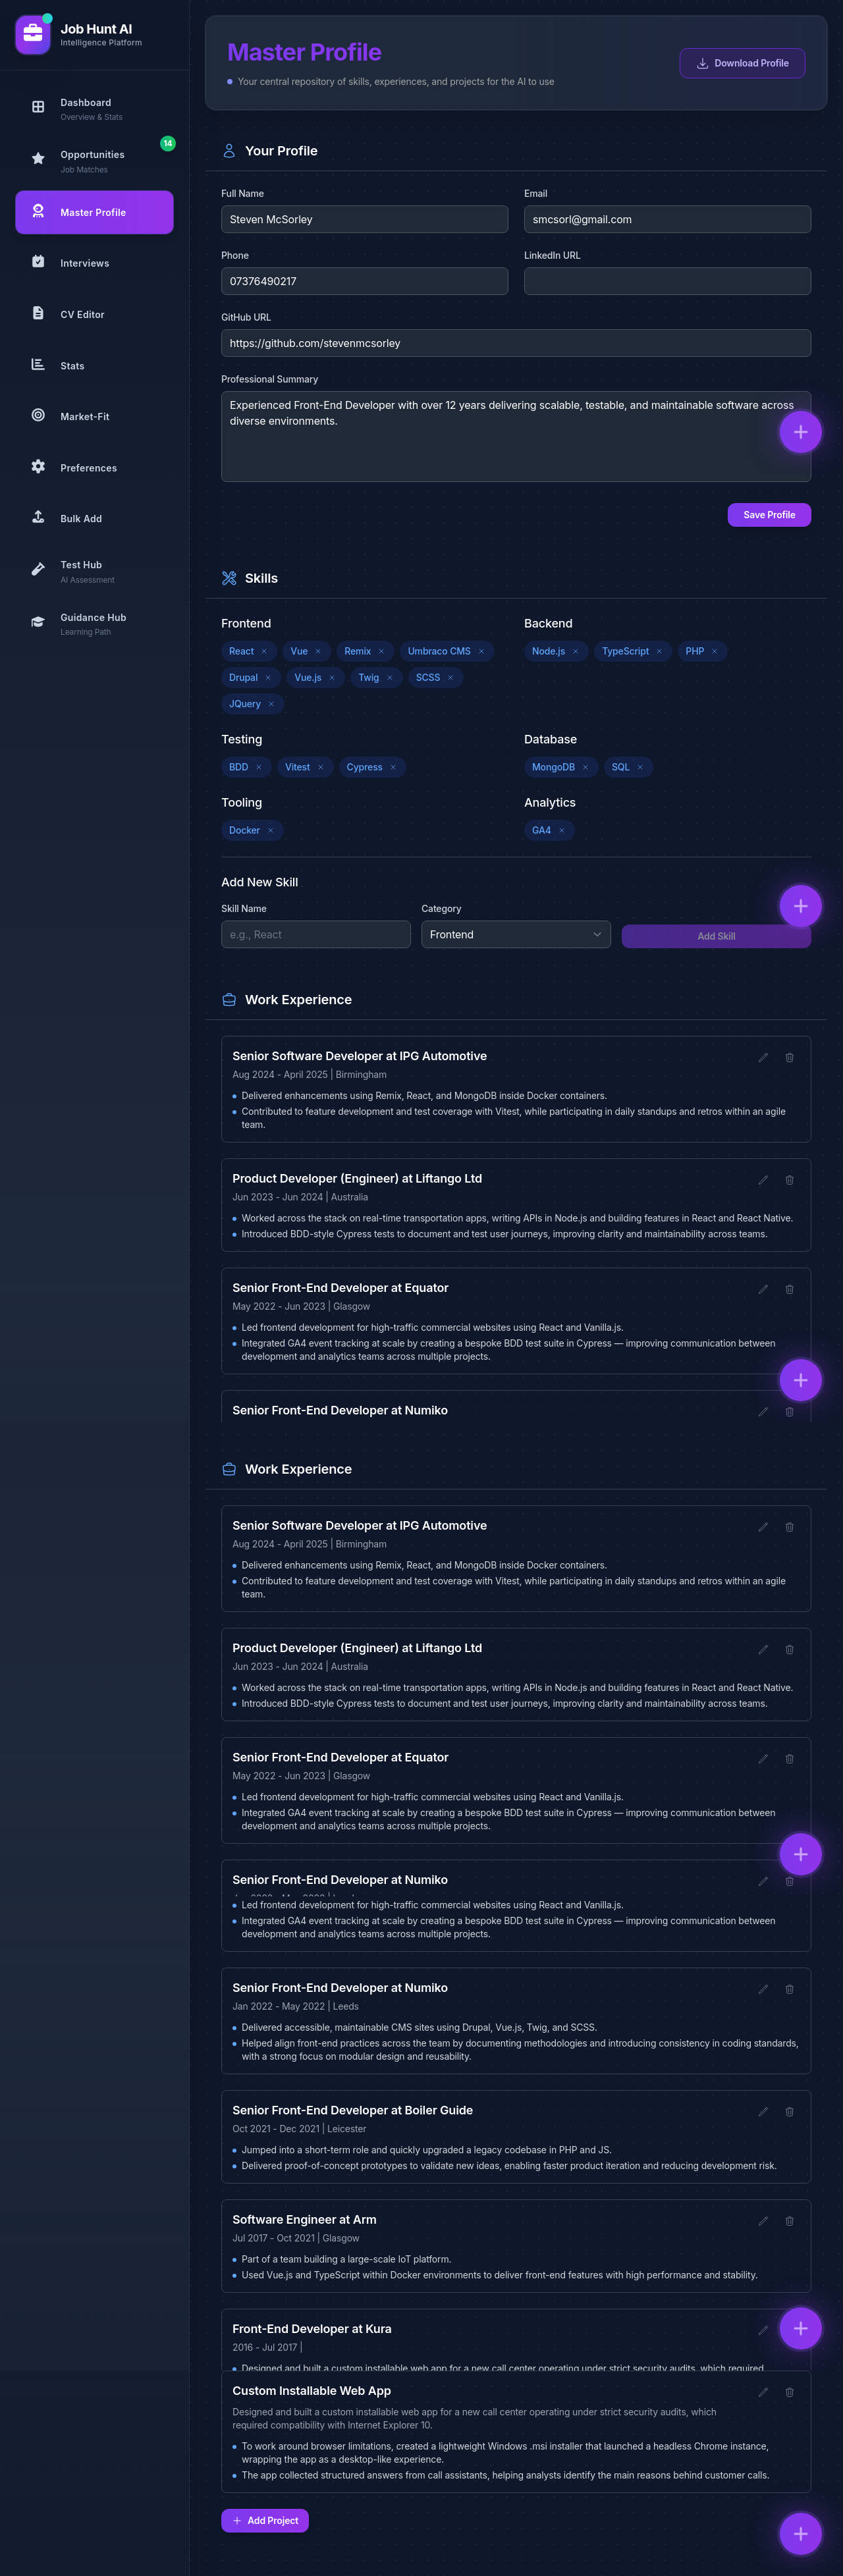 Job Hunt AI
Intelligence Platform
Dashboard
Overview & Stats
14
Opportunities
Job Matches
Master Profile
Interviews
CV Editor
Stats
Market-Fit
Preferences
Bulk Add
Test Hub
AI Assessment
Guidance Hub
Learning Path
Master Profile
Your central repository of skills, experiences, and projects for the AI to use
Download Profile
Your Profile
Full Name
Email
Steven McSorley
smcsorl@gmail.com
Phone
LinkedIn URL
07376490217
GitHub URL
https://github.com/stevenmcsorley
Professional Summary
Experienced Front-End Developer with over 12 years delivering scalable, testable, and maintainable software across
diverse environments.
Save Profile
Skills
Frontend
React × Vue × Remix × Umbraco CMS ×
Drupal × Vue.js × Twig × SCSS ×
JQuery ×
Backend
Node.js × TypeScript × PHP ×
Testing
BDD × Vitest × Cypress ×
Database
MongoDB × SQL ×
Tooling
Docker ×
Analytics
GA4 ×
Add New Skill
Skill Name
Category
e.g., React
Frontend
Add Skill
Work Experience
Senior Software Developer at IPG Automotive
Aug 2024 - April 2025 | Birmingham
Delivered enhancements using Remix, React, and MongoDB inside Docker containers.
Contributed to feature development and test coverage with Vitest, while participating in daily standups and retros within an agile
team.
Product Developer (Engineer) at Liftango Ltd
Jun 2023 - Jun 2024 | Australia
Worked across the stack on real-time transportation apps, writing APIs in Node.js and building features in React and React Native.
Introduced BDD-style Cypress tests to document and test user journeys, improving clarity and maintainability across teams.
Senior Front-End Developer at Equator
May 2022 - Jun 2023 | Glasgow
Led frontend development for high-traffic commercial websites using React and Vanilla.js.
Integrated GA4 event tracking at scale by creating a bespoke BDD test suite in Cypress — improving communication between
development and analytics teams across multiple projects.
Senior Front-End Developer at Numiko
Work Experience
Senior Software Developer at IPG Automotive
Aug 2024 - April 2025 | Birmingham
Delivered enhancements using Remix, React, and MongoDB inside Docker containers.
Contributed to feature development and test coverage with Vitest, while participating in daily standups and retros within an agile
team.
Product Developer (Engineer) at Liftango Ltd
Jun 2023 - Jun 2024 | Australia
Worked across the stack on real-time transportation apps, writing APIs in Node.js and building features in React and React Native.
Introduced BDD-style Cypress tests to document and test user journeys, improving clarity and maintainability across teams.
Senior Front-End Developer at Equator
May 2022 - Jun 2023 | Glasgow
Led frontend development for high-traffic commercial websites using React and Vanilla.js.
Integrated GA4 event tracking at scale by creating a bespoke BDD test suite in Cypress — improving communication between
development and analytics teams across multiple projects.
Senior Front-End Developer at Numiko
Led frontend development for high-traffic commercial websites using React and Vanilla.js.
Integrated GA4 event tracking at scale by creating a bespoke BDD test suite in Cypress — improving communication between
development and analytics teams across multiple projects.
Senior Front-End Developer at Numiko
Jan 2022 - May 2022 | Leeds
Delivered accessible, maintainable CMS sites using Drupal, Vue.js, Twig, and SCSS.
Helped align front-end practices across the team by documenting methodologies and introducing consistency in coding standards,
with a strong focus on modular design and reusability.
Senior Front-End Developer at Boiler Guide
Oct 2021 - Dec 2021 | Leicester
Jumped into a short-term role and quickly upgraded a legacy codebase in PHP and JS.
Delivered proof-of-concept prototypes to validate new ideas, enabling faster product iteration and reducing development risk.
Software Engineer at Arm
Jul 2017 - Oct 2021 | Glasgow
Part of a team building a large-scale IoT platform.
Used Vue.js and TypeScript within Docker environments to deliver front-end features with high performance and stability.
Front-End Developer at Kura
2016 - Jul 2017 |
Designed and built a custom installable web app for a new call center operating under strict security audits, which required
Custom Installable Web App
Designed and built a custom installable web app for a new call center operating under strict security audits, which
required compatibility with Internet Explorer 10.
To work around browser limitations, created a lightweight Windows .msi installer that launched a headless Chrome instance,
wrapping the app as a desktop-like experience.
The app collected structured answers from call assistants, helping analysts identify the main reasons behind customer calls.
Add Project